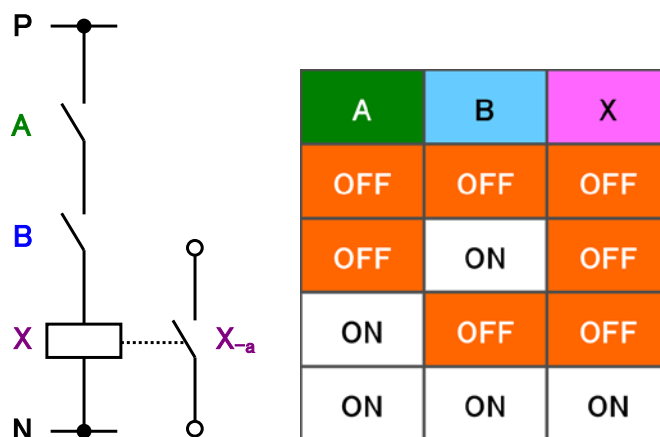 P
A
B
X
X-a
N
A B X
OFF OFF OFF
OFF ON OFF
ON OFF OFF
ON ON ON